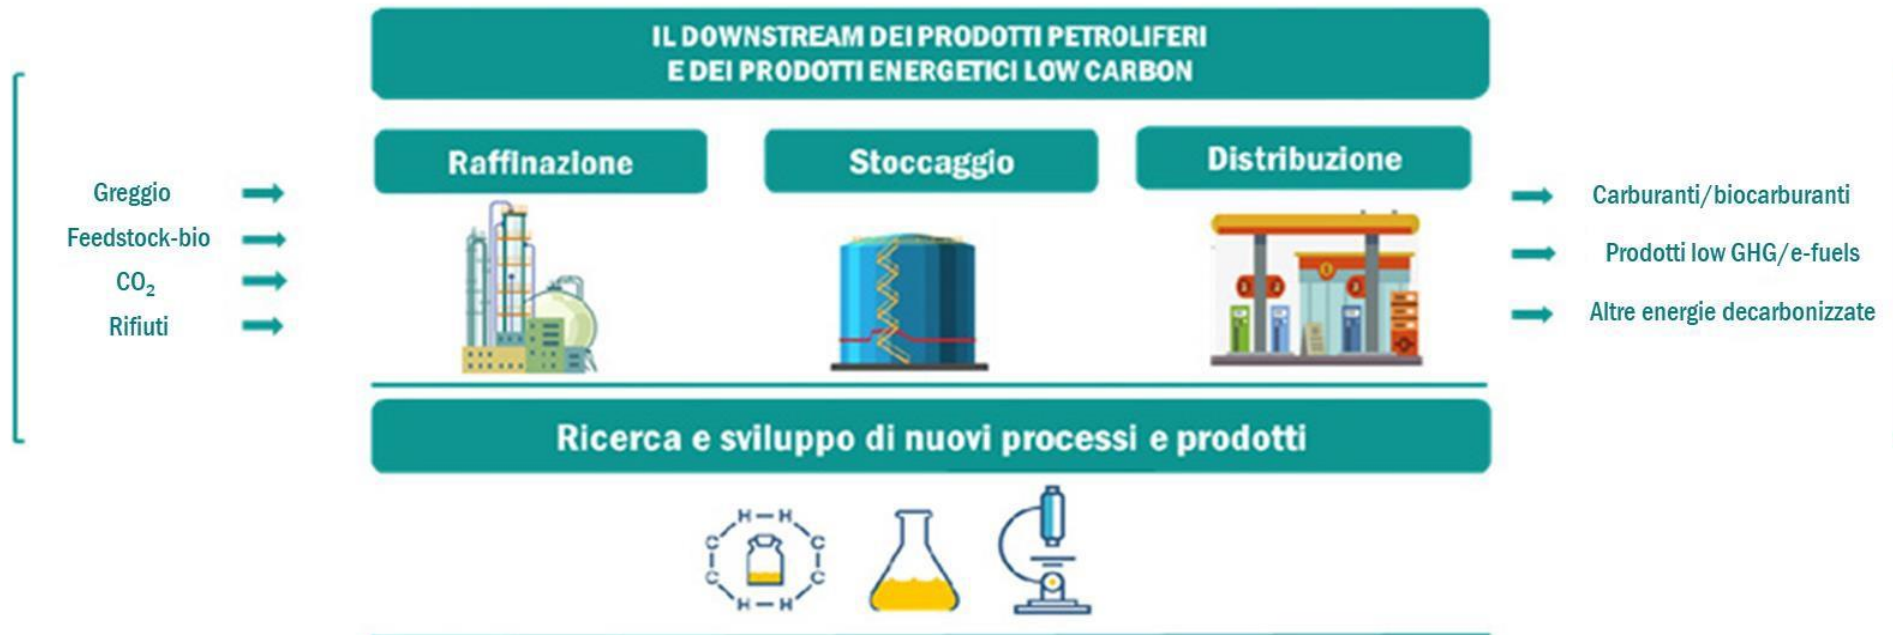 IL DOWNSTREAM DEI PRODOTTI PETROLIFERI
E DEI PRODOTTI ENERGETICI LOW CARBON
Raffinazione
Stoccaggio
Distribuzione
Greggio
Feedstock-bio
CO₂
Rifiuti
Carburanti/biocarburanti
Prodotti low GHG/e-fuels
Altre energie decarbonizzate
Ricerca e sviluppo di nuovi processi e prodotti
H H
C C
C C
H H